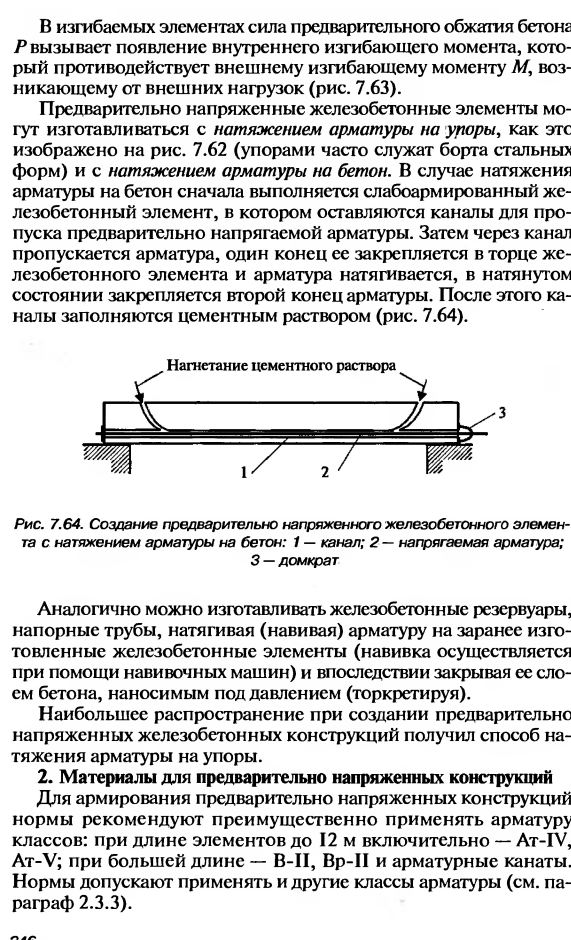 В изгибаемых элементах сила предварительного обжатия бетона
P вызывает появление внутреннего изгибающего момента, кото-
рый противодействует внешнему изгибающему моменту M, воз-
никающему от внешних нагрузок (рис. 7.63).
Предварительно напряженные железобетонные элементы мо-
гут изготавливаться с натяжением арматуры на упоры, как это
изображено на рис. 7.62 (упорами часто служат борта стальных
форм) и с натяжением арматуры на бетон. В случае натяжения
арматуры на бетон сначала выполняется слабоармированный же-
лезобетонный элемент, в котором оставляются каналы для про-
пуска предварительно напрягаемой арматуры. Затем через канал
пропускается арматура, один конец ее закрепляется в торце же-
лезобетонного элемента и арматура натягивается, в натянутом
состоянии закрепляется второй конец арматуры. После этого ка-
налы заполняются цементным раствором (рис. 7.64).
Нагнетание цементного раствора
3
1 2
Рис. 7.64. Создание предварительно напряженного железобетонного элемен-
та с натяжением арматуры на бетон: 1 — канал; 2 — напрягаемая арматура;
3 — домкрат
Аналогично можно изготавливать железобетонные резервуары,
напорные трубы, натягивая (навивая) арматуру на заранее изго-
товленные железобетонные элементы (навивка осуществляется
при помощи навивочных машин) и впоследствии закрывая ее сло-
ем бетона, наносимым под давлением (торкретируя).
Наибольшее распространение при создании предварительно
напряженных железобетонных конструкций получил способ на-
тяжения арматуры на упоры.
2. Материалы для предварительно напряженных конструкций
Для армирования предварительно напряженных конструкций
нормы рекомендуют преимущественно применять арматуру
классов: при длине элементов до 12 м включительно — Ат-IV,
Ат-V; при большей длине — В-II, Вр-II и арматурные канаты.
Нормы допускают применять и другие классы арматуры (см. па-
раграф 2.3.3).